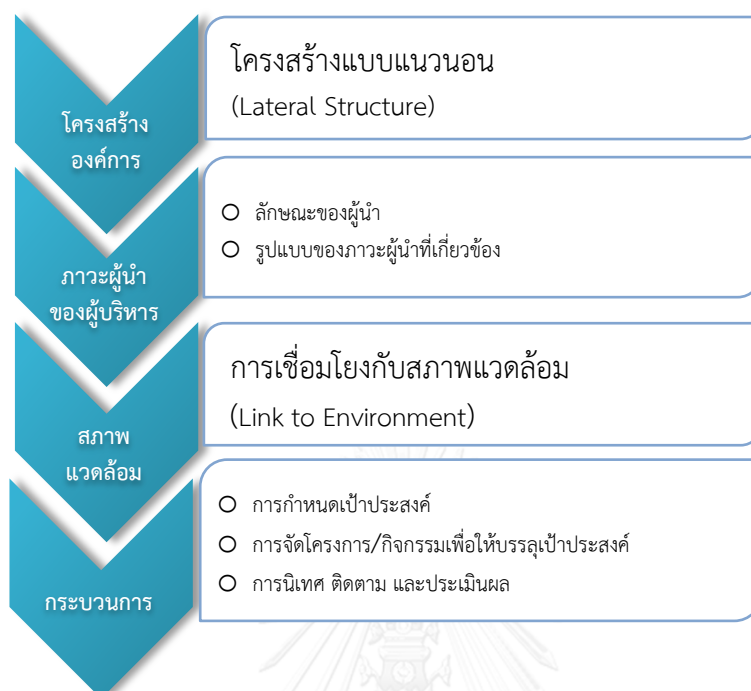 โครงสร้าง
องค์การ
โครงสร้างแบบแนวนอน
(Lateral Structure)
ภาวะผู้นำ
ของผู้บริหาร
ลักษณะของผู้นำ
รูปแบบของภาวะผู้นำที่เกี่ยวข้อง
สภาพ
แวดล้อม
การเชื่อมโยงกับสภาพแวดล้อม
(Link to Environment)
กระบวนการ
การกำหนดเป้าประสงค์
การจัดโครงการ/กิจกรรมเพื่อให้บรรลุเป้าประสงค์
การนิเทศ ติดตาม และประเมินผล